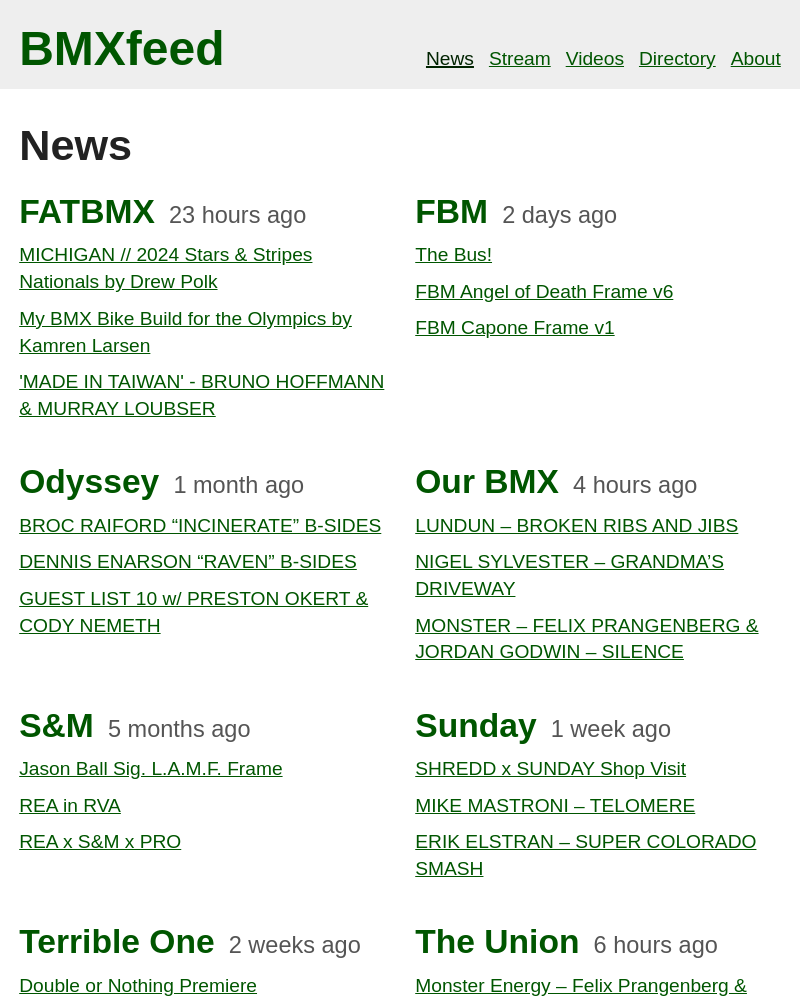 BMXfeed
News Stream Videos Directory About
News
FATBMX 23 hours ago
MICHIGAN // 2024 Stars & Stripes
Nationals by Drew Polk
My BMX Bike Build for the Olympics by
Kamren Larsen
'MADE IN TAIWAN' - BRUNO HOFFMANN
& MURRAY LOUBSER
FBM 2 days ago
The Bus!
FBM Angel of Death Frame v6
FBM Capone Frame v1
Odyssey 1 month ago
BROC RAIFORD “INCINERATE” B-SIDES
DENNIS ENARSON “RAVEN” B-SIDES
GUEST LIST 10 w/ PRESTON OKERT &
CODY NEMETH
Our BMX 4 hours ago
LUNDUN – BROKEN RIBS AND JIBS
NIGEL SYLVESTER – GRANDMA’S
DRIVEWAY
MONSTER – FELIX PRANGENBERG &
JORDAN GODWIN – SILENCE
S&M 5 months ago
Jason Ball Sig. L.A.M.F. Frame
REA in RVA
REA x S&M x PRO
Sunday 1 week ago
SHREDD x SUNDAY Shop Visit
MIKE MASTRONI – TELOMERE
ERIK ELSTRAN – SUPER COLORADO
SMASH
Terrible One 2 weeks ago
Double or Nothing Premiere
The Union 6 hours ago
Monster Energy – Felix Prangenberg &